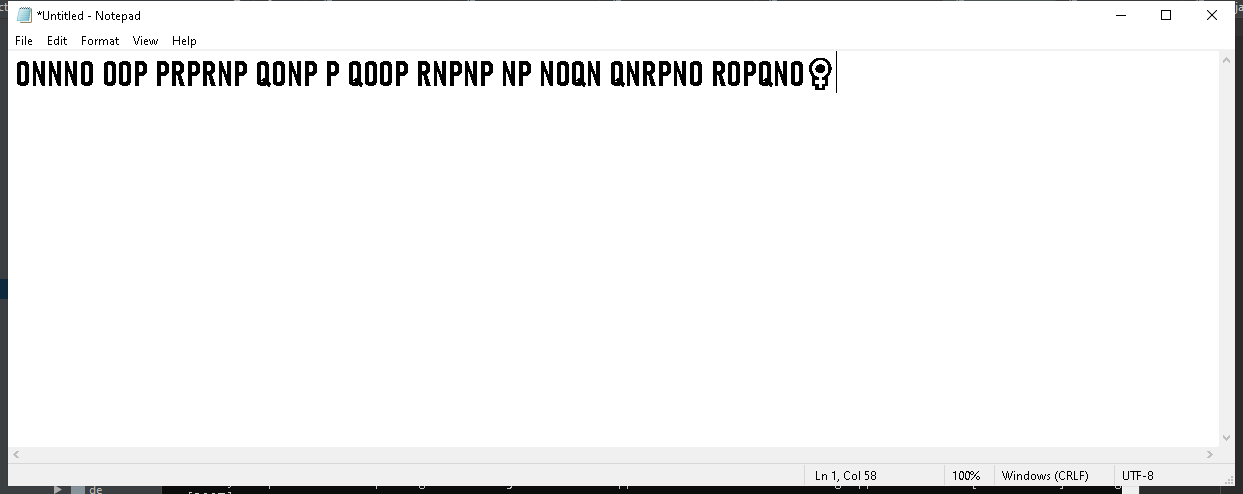 *Untitled - Notepad
File Edit Format View Help
ONNNO OOP PRPRNP QONP P QOOP RNPNP NP NOQN QNRPNO ROPQNO
Ln 1, Col 58 100% Windows (CRLF) UTF-8
de